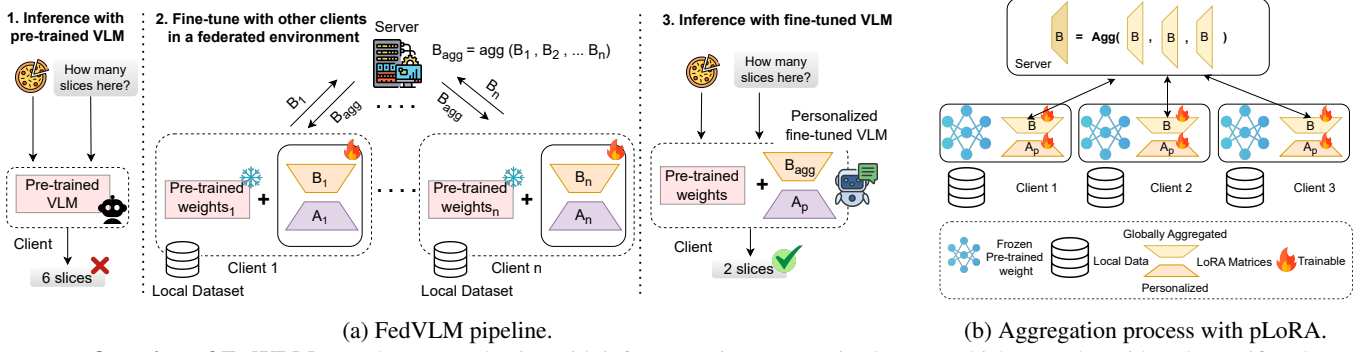 1. Inference with
pre-trained VLM
How many
slices here?
Pre-trained
VLM
Client
6 slices
2. Fine-tune with other clients
in a federated environment
Server
B_agg = agg (B_1 , B_2 , ... B_n)
B_1
B_agg
B_n
B_agg
Pre-trained
weights_1
+
B_1
A_1
Client 1
Local Dataset
Pre-trained
weights_n
+
B_n
A_n
Client n
Local Dataset
3. Inference with fine-tuned VLM
How many
slices here?
Personalized
fine-tuned VLM
Pre-trained
weights
+
B_agg
A_p
Client
2 slices
(a) FedVLM pipeline.
B = Agg( B , B , B )
Server
B
A_p
Client 1
B
A_p
Client 2
B
A_p
Client 3
Frozen
Pre-trained
weight
Local Data
Globally Aggregated
LoRA Matrices
Personalized
Trainable
(b) Aggregation process with pLoRA.